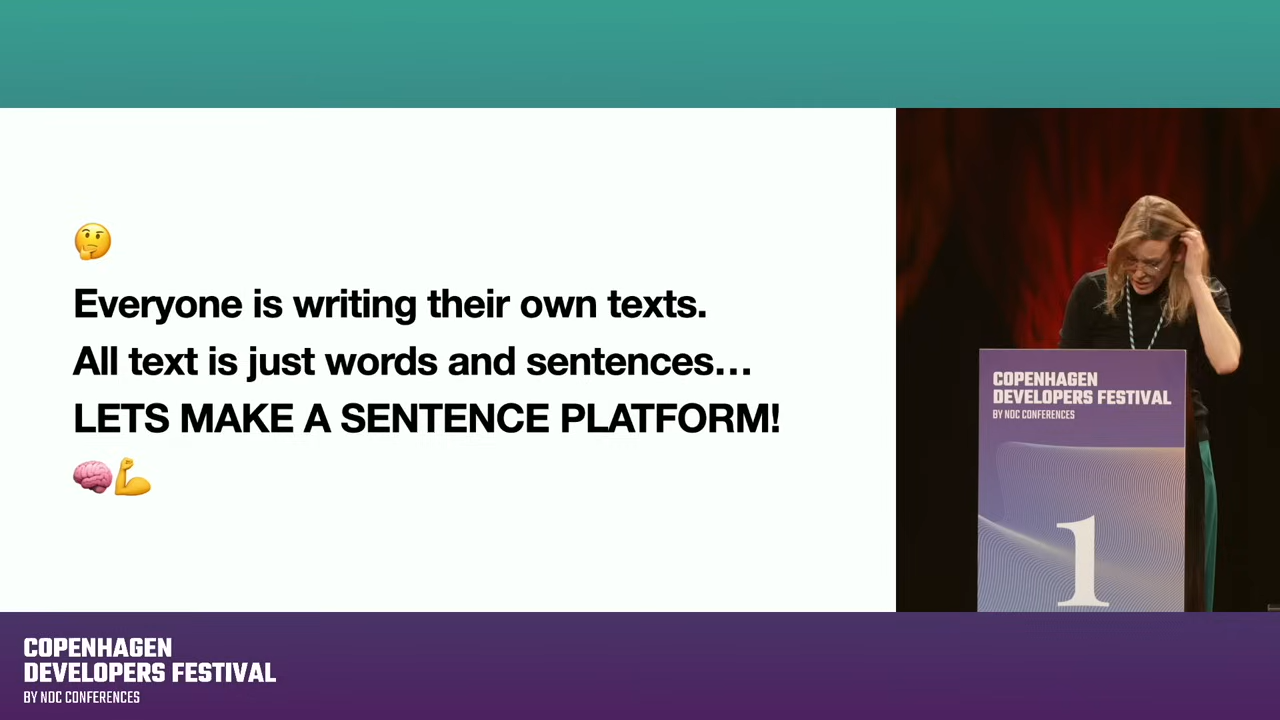 🤔
Everyone is writing their own texts.
All text is just words and sentences…
LETS MAKE A SENTENCE PLATFORM!
🧠💪
COPENHAGEN
DEVELOPERS FESTIVAL
BY NDC CONFERENCES
1
COPENHAGEN
DEVELOPERS FESTIVAL
BY NDC CONFERENCES